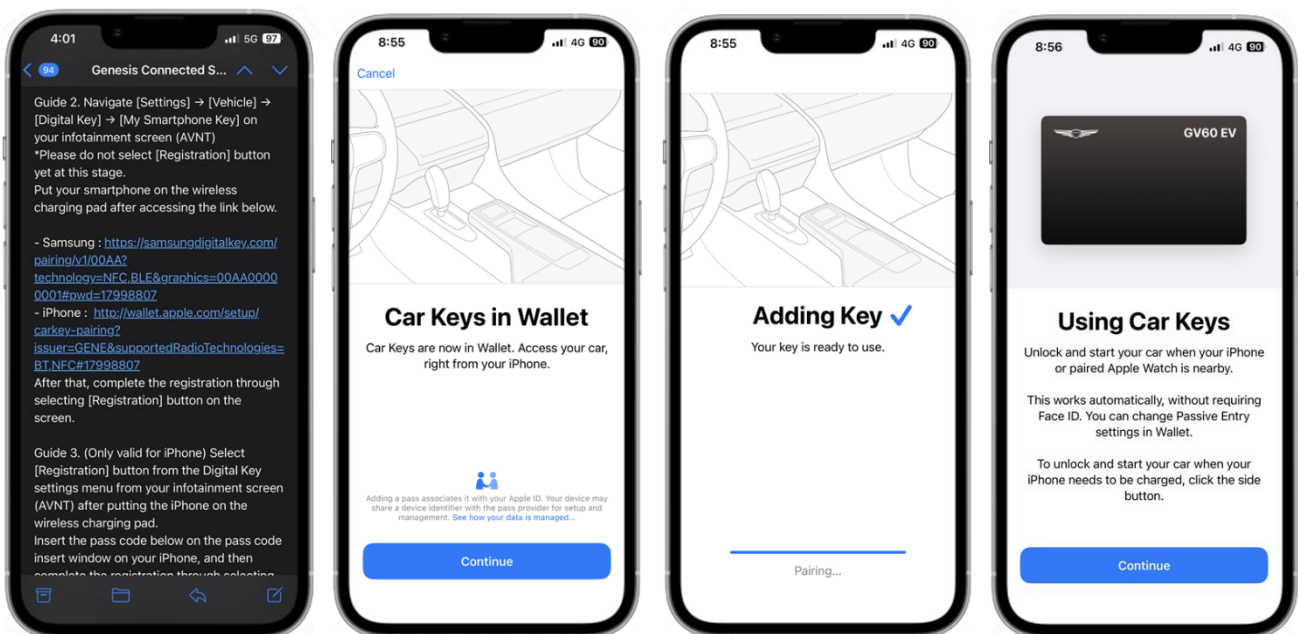 4:01
5G 97
94
Genesis Connected S...
Guide 2. Navigate [Settings] → [Vehicle] →
[Digital Key] → [My Smartphone Key] on
your infotainment screen (AVNT)
*Please do not select [Registration] button
yet at this stage.
Put your smartphone on the wireless
charging pad after accessing the link below.
- Samsung : https://samsungdigitalkey.com/
pairing/v1/00AA?
technology=NFC,BLE&graphics=00AA0000
0001#pwd=17998807
- iPhone : http://wallet.apple.com/setup/
carkey-pairing?
issuer=GENE&supportedRadioTechnologies=
BT,NFC#17998807
After that, complete the registration through
selecting [Registration] button on the
screen.
Guide 3. (Only valid for iPhone) Select
[Registration] button from the Digital Key
settings menu from your infotainment screen
(AVNT) after putting the iPhone on the
wireless charging pad.
Insert the pass code below on the pass code
insert window on your iPhone, and then
complete the registration through selecting
8:55
4G 90
Cancel
Car Keys in Wallet
Car Keys are now in Wallet. Access your car,
right from your iPhone.
Adding a pass associates it with your Apple ID. Your device may
share a device identifier with the pass provider for setup and
management. See how your data is managed...
Continue
8:55
4G 90
Adding Key ✓
Your key is ready to use.
Pairing...
8:56
4G 90
GV60 EV
Using Car Keys
Unlock and start your car when your iPhone
or paired Apple Watch is nearby.
This works automatically, without requiring
Face ID. You can change Passive Entry
settings in Wallet.
To unlock and start your car when your
iPhone needs to be charged, click the side
button.
Continue